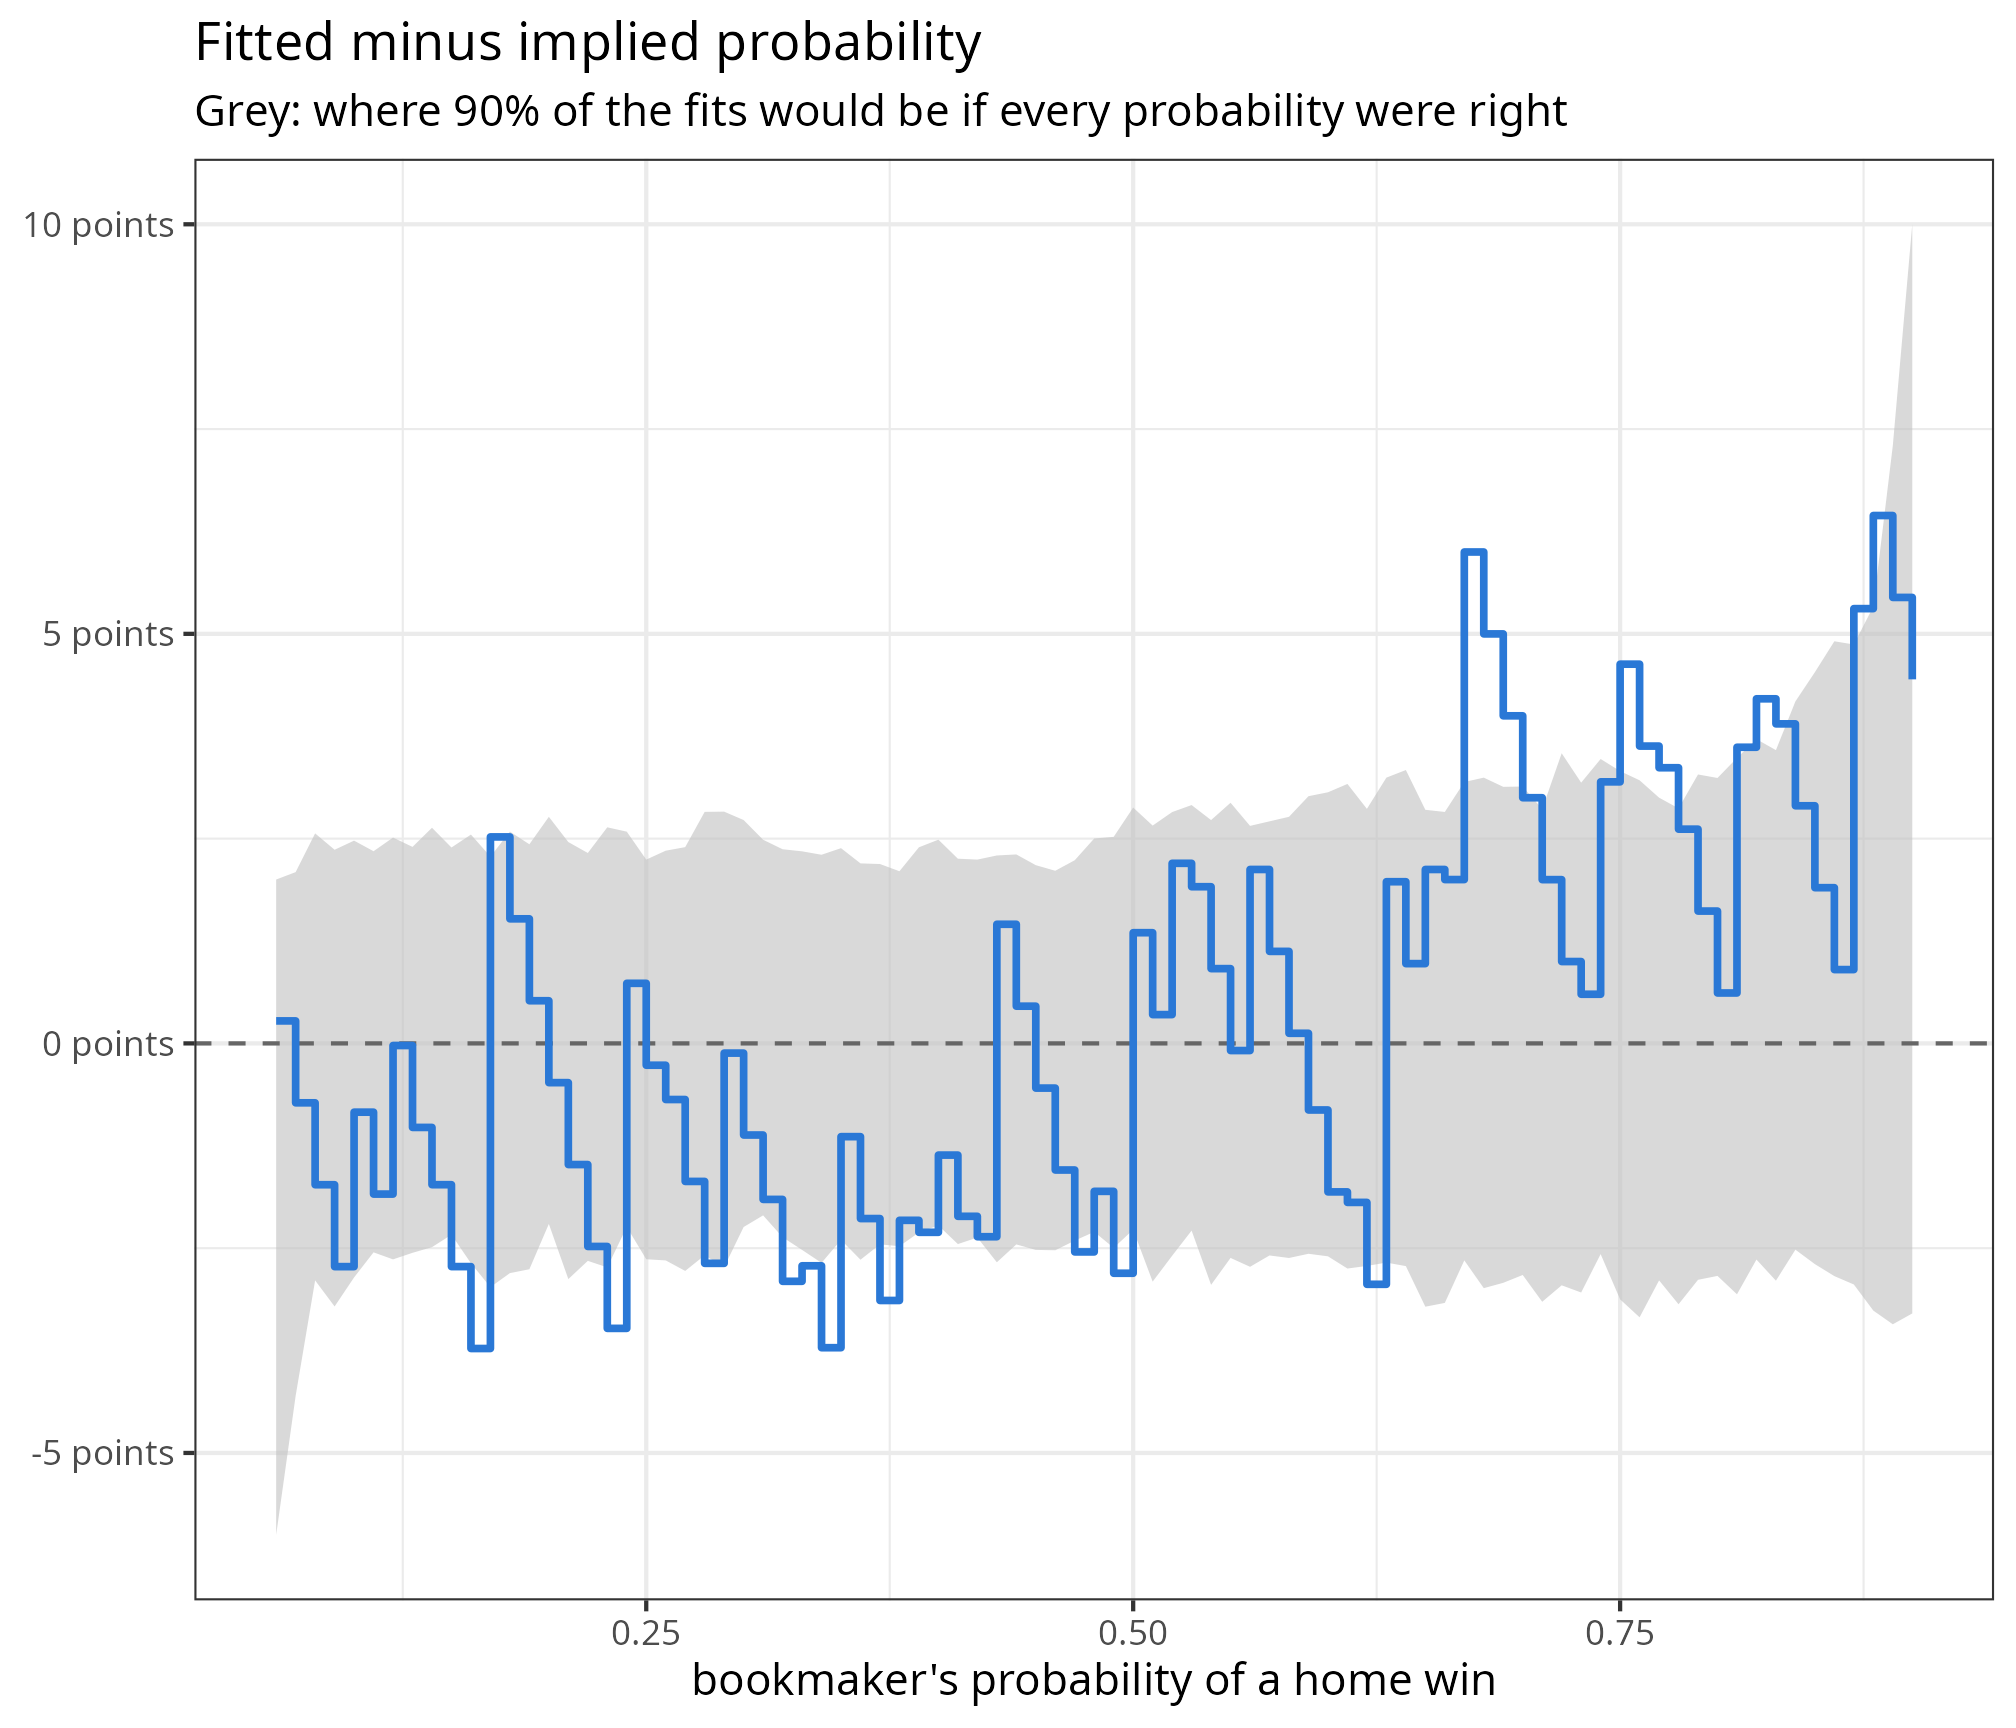 Fitted minus implied probability
Grey: where 90% of the fits would be if every probability were right
10 points
5 points
0 points
-5 points
0.25 0.50 0.75
bookmaker's probability of a home win